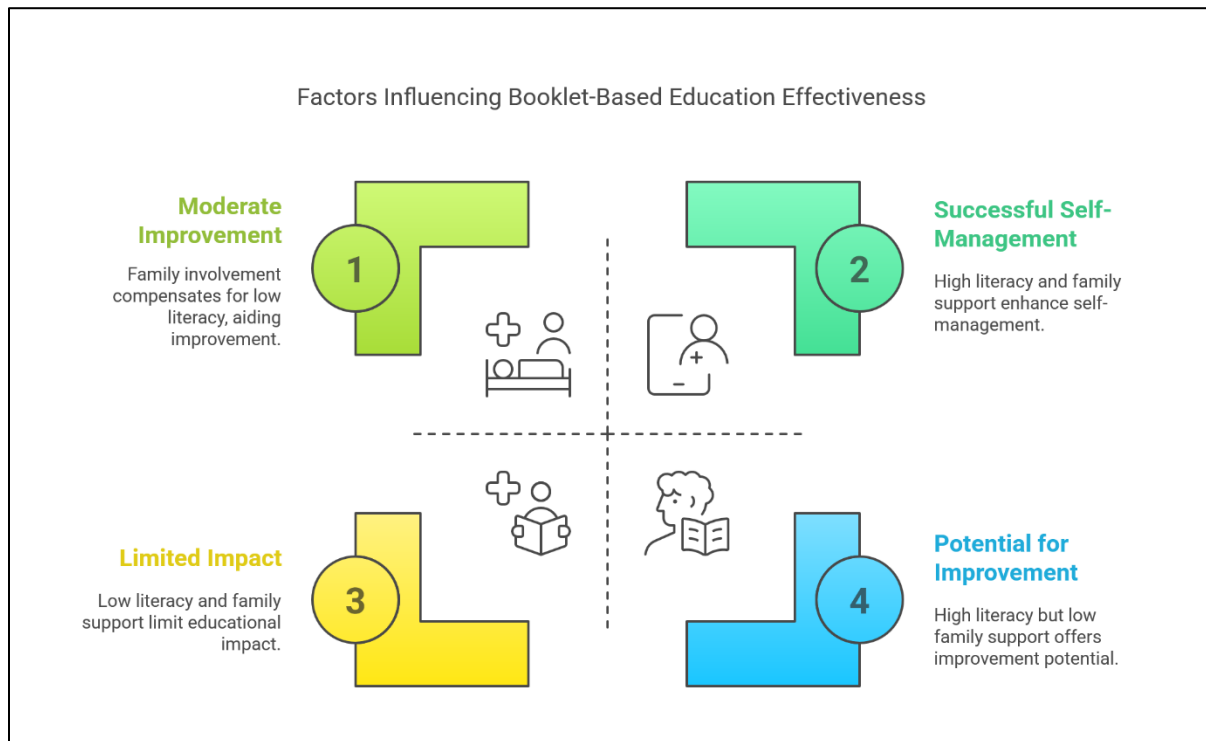 Factors Influencing Booklet-Based Education Effectiveness
Moderate
Improvement
Family involvement
compensates for low
literacy, aiding
improvement.
1
2
Successful Self-
Management
High literacy and family
support enhance self-
management.
Limited Impact
Low literacy and family
support limit educational
impact.
3
4
Potential for
Improvement
High literacy but low
family support offers
improvement potential.